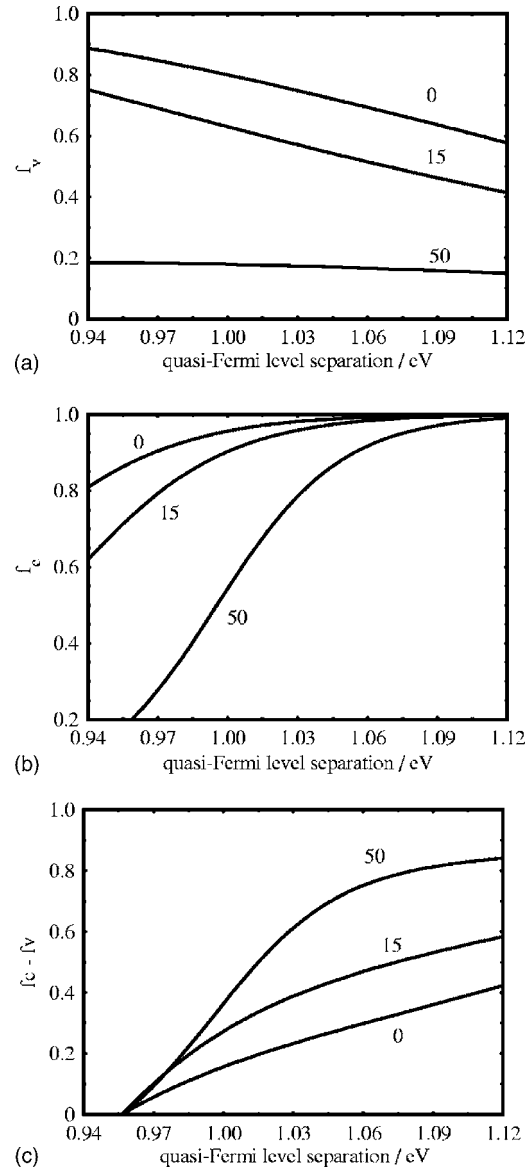 1.0
0.8
0.6
0.4
0.2
0
f_v
0
15
50
0.94 0.97 1.00 1.03 1.06 1.09 1.12
(a) quasi-Fermi level separation / eV
1.0
0.8
0.6
0.4
0.2
f_c
0
15
50
0.94 0.97 1.00 1.03 1.06 1.09 1.12
(b) quasi-Fermi level separation / eV
1.0
0.8
0.6
0.4
0.2
0
fc - fv
50
15
0
0.94 0.97 1.00 1.03 1.06 1.09 1.12
(c) quasi-Fermi level separation / eV